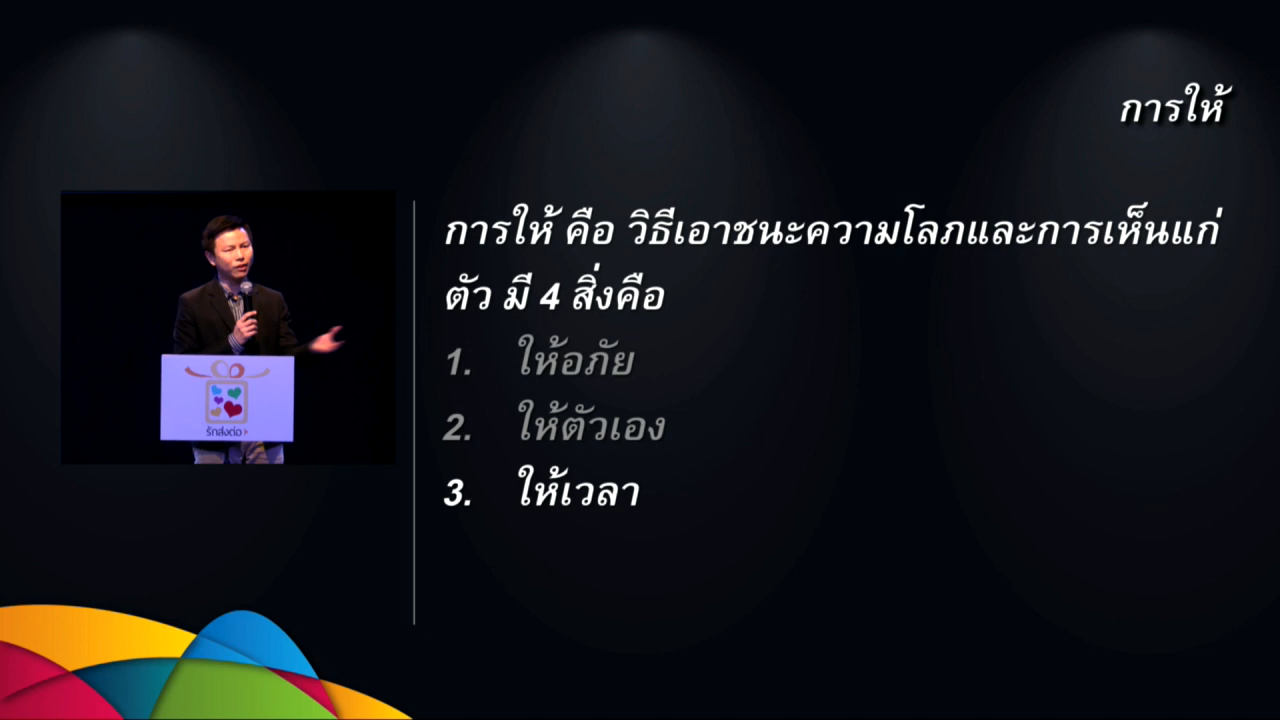 การให้
การให้ คือ วิธีเอาชนะความโลภและการเห็นแก่
ตัว มี 4 สิ่งคือ
1. ให้อภัย
2. ให้ตัวเอง
3. ให้เวลา
รักส่งต่อ